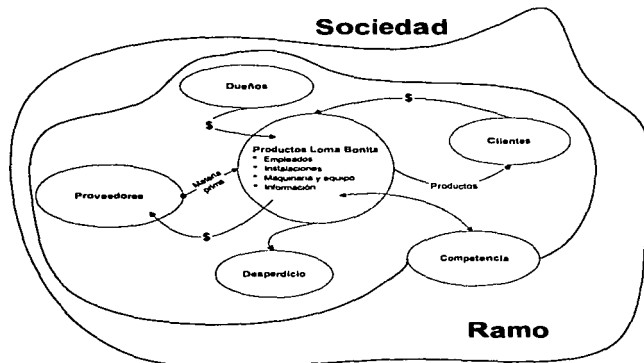 Sociedad
Dueños
$
$
Clientes
Productos Loma Bonita
* Empleados
* Instalaciones
* Maquinaria y equipo
* Información
Materia
prima
Proveedores
Productos
$
Desperdicio
Competencia
Ramo